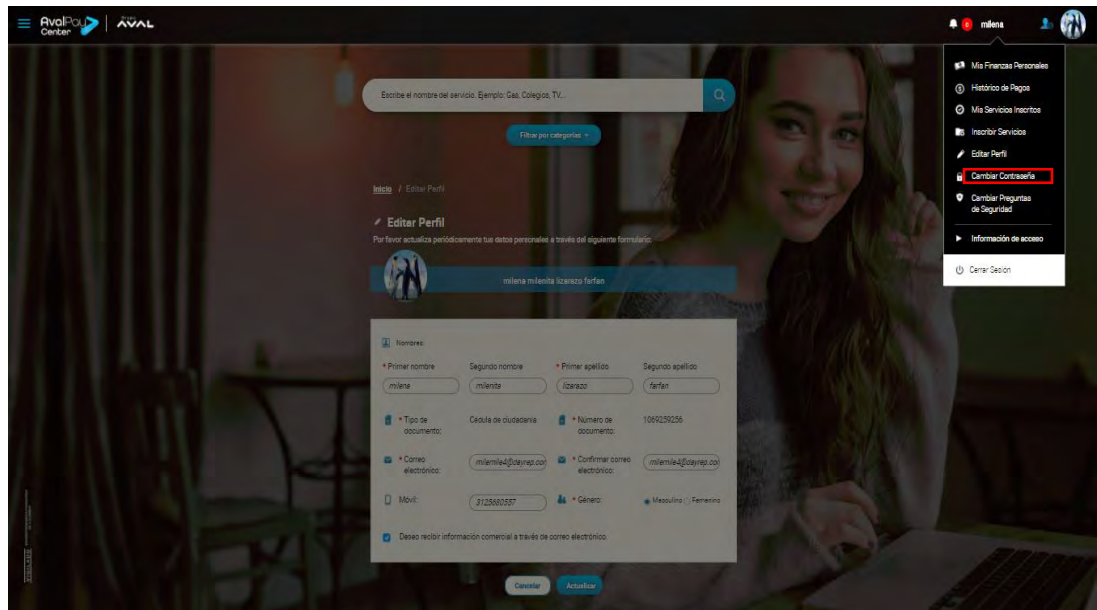 AvalPay
Center
Grupo
AVAL
0
milena
Mis Finanzas Personales
Histórico de Pagos
Mis Servicios Inscritos
Inscribir Servicios
Editar Perfil
Cambiar Contraseña
Cambiar Preguntas
de Seguridad
Información de acceso
Cerrar Sesión
Escribe el nombre del servicio. Ejemplo: Gas, Colegios, TV...
Filtrar por categorías
Inicio / Editar Perfil
Editar Perfil
Por favor actualiza periódicamente tus datos personales a través del siguiente formulario:
milena milenita lizarazo farfan
Nombres:
* Primer nombre Segundo nombre * Primer apellido Segundo apellido
milena milenita lizarazo farfan
* Tipo de documento: Cédula de ciudadanía * Número de documento: 1069259256
* Correo electrónico: milemile4@dayrep.com * Confirmar correo electrónico: milemile4@dayrep.com
Móvil: 3125680557 * Género: Masculino Femenino
Deseo recibir información comercial a través de correo electrónico.
Cancelar Actualizar